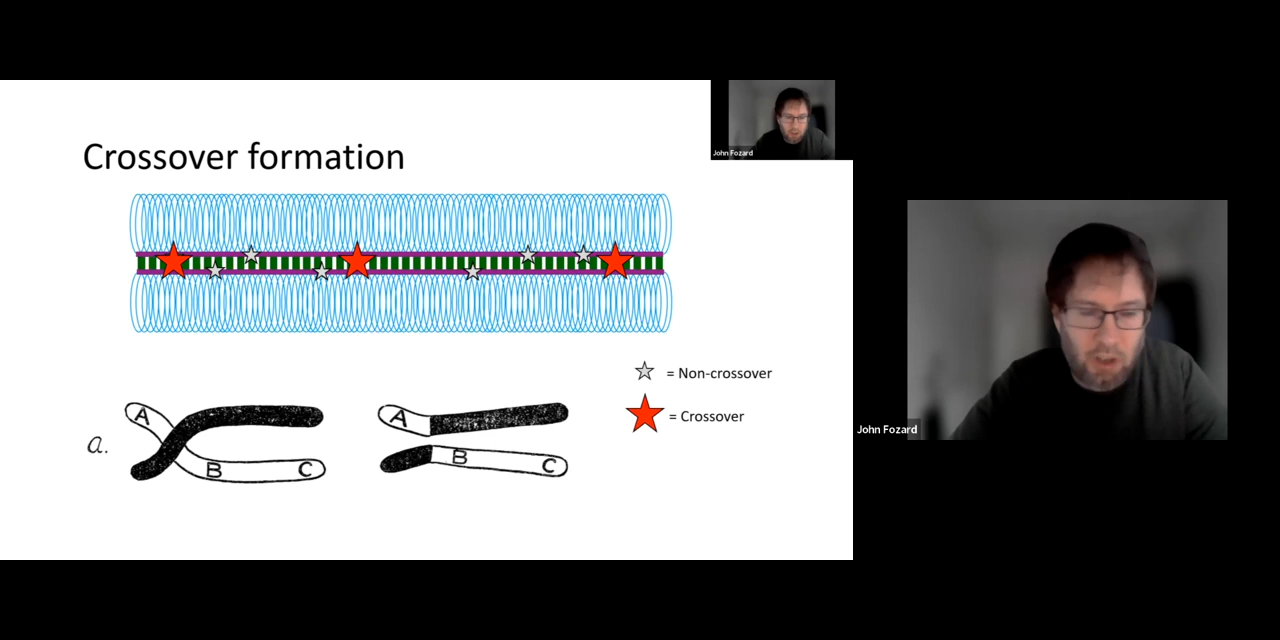 John Fozard
Crossover formation
= Non-crossover
= Crossover
a.
A
B
C
A
B
C
John Fozard